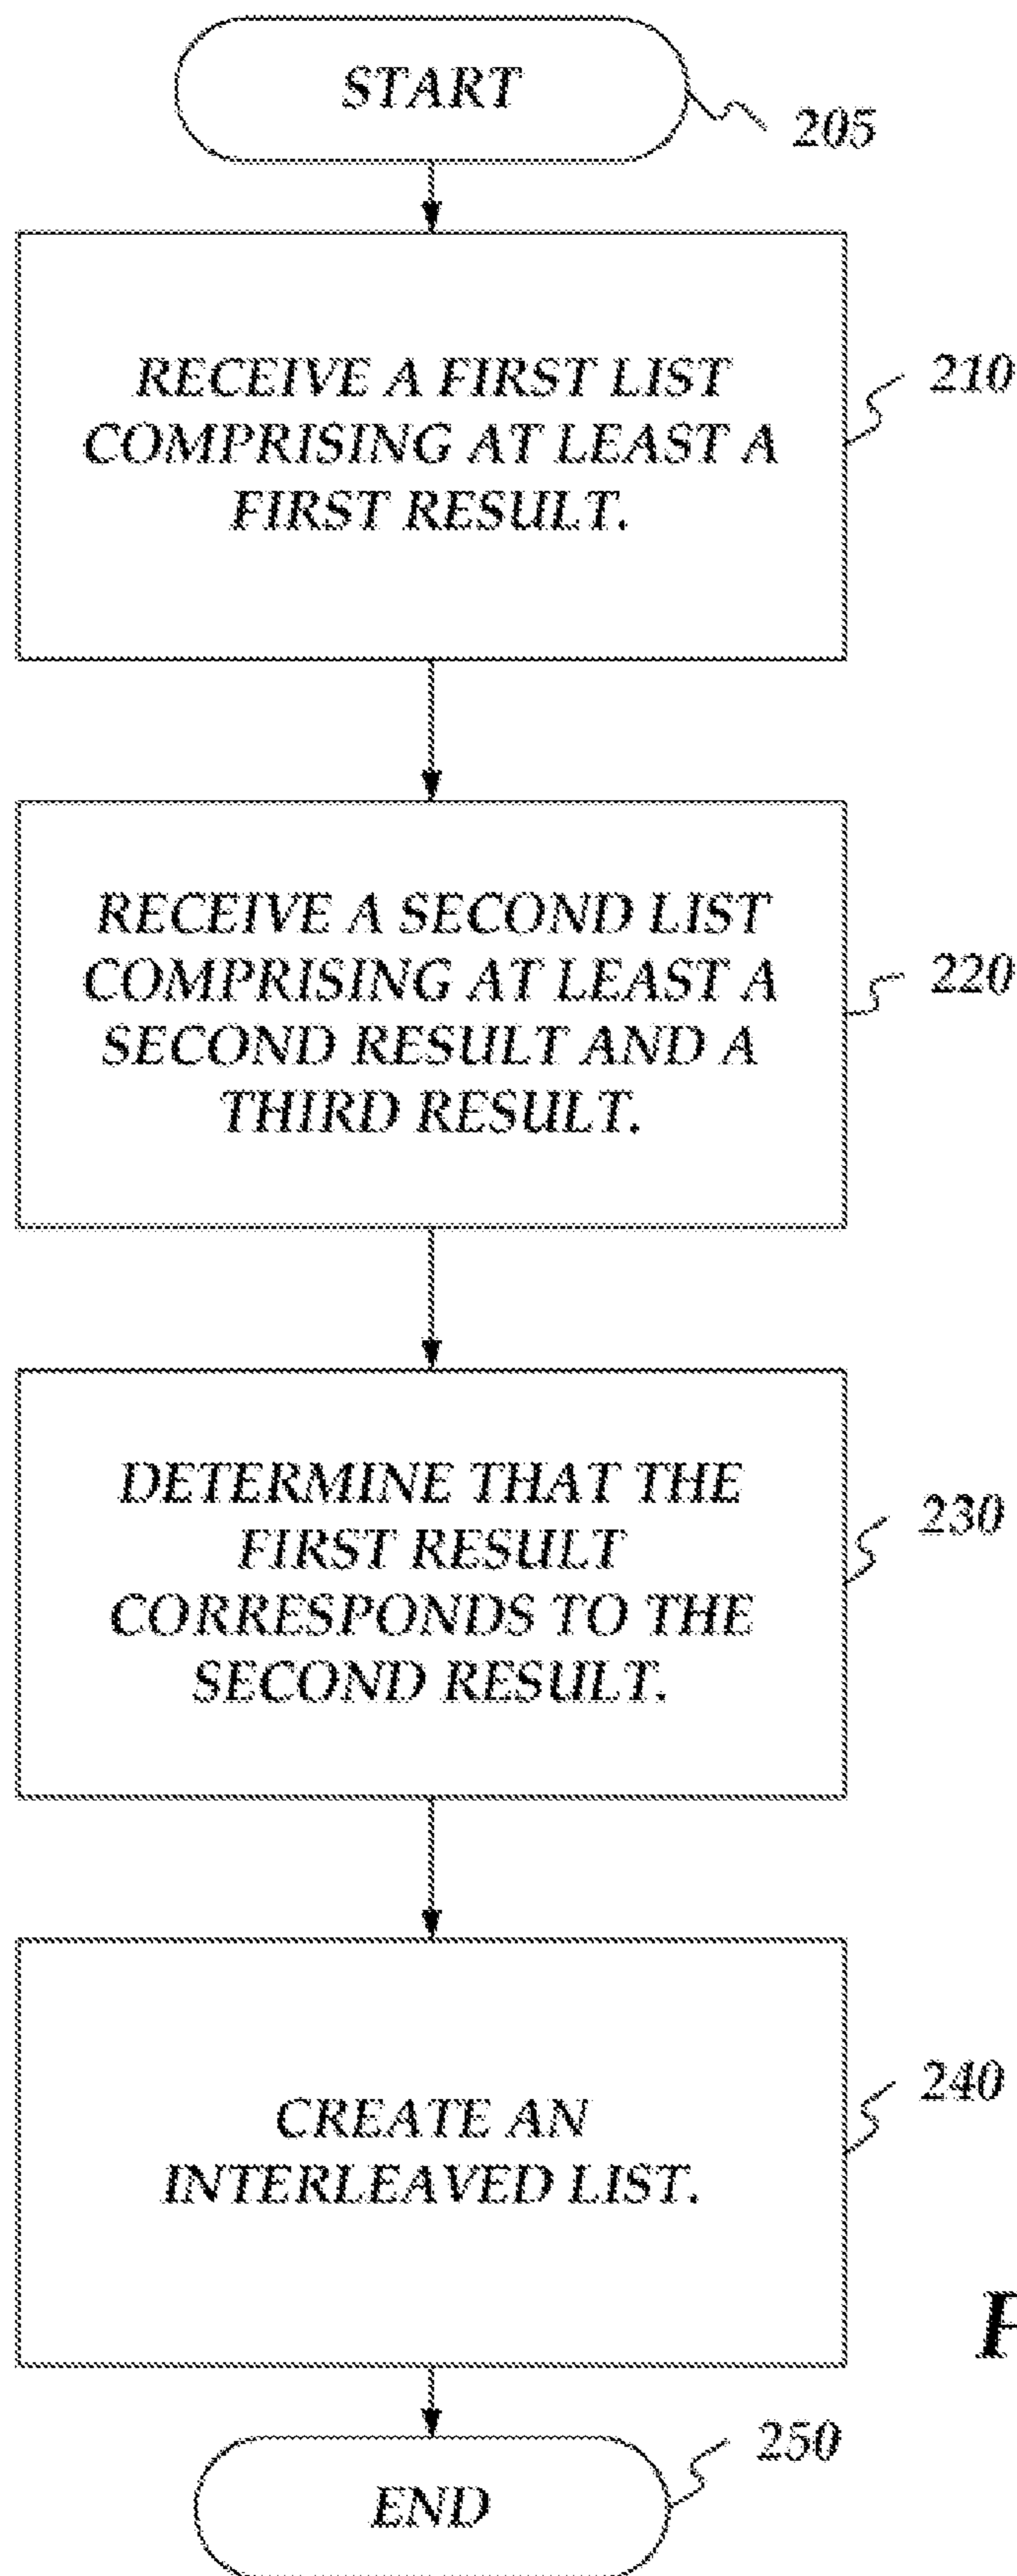 START
205
RECEIVE A FIRST LIST
COMPRISING AT LEAST A
FIRST RESULT.
210
RECEIVE A SECOND LIST
COMPRISING AT LEAST A
SECOND RESULT AND A
THIRD RESULT.
220
DETERMINE THAT THE
FIRST RESULT
CORRESPONDS TO THE
SECOND RESULT.
230
CREATE AN
INTERLEAVED LIST.
240
END
250